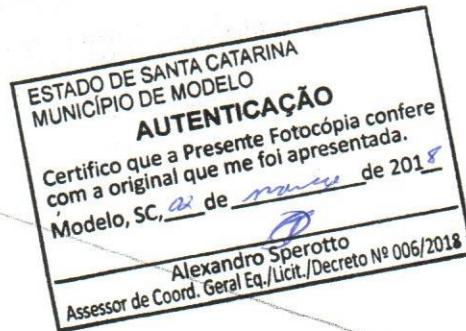 ESTADO DE SANTA CATARINA
MUNICÍPIO DE MODELO
AUTENTICAÇÃO
Certifico que a Presente Fotocópia confere
com a original que me foi apresentada.
Modelo, SC, 02 de março de 2018
Alexandro Sperotto
Assessor de Coord. Geral Eq./Licit./Decreto Nº 006/2018